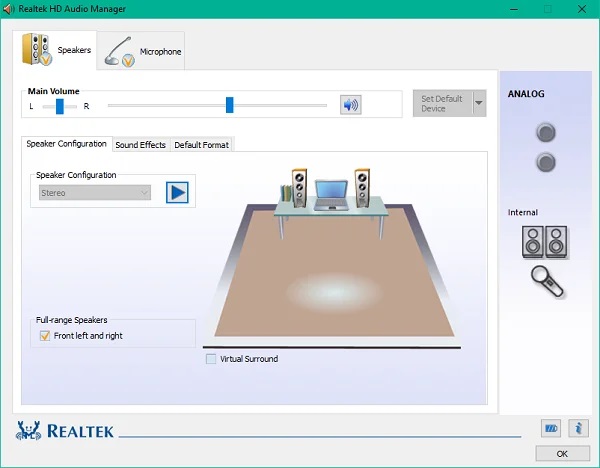 Realtek HD Audio Manager
Speakers
Microphone
Main Volume
L
R
Set Default
Device
ANALOG
Speaker Configuration
Sound Effects
Default Format
Speaker Configuration
Stereo
Internal
Full-range Speakers
Front left and right
Virtual Surround
REALTEK
OK